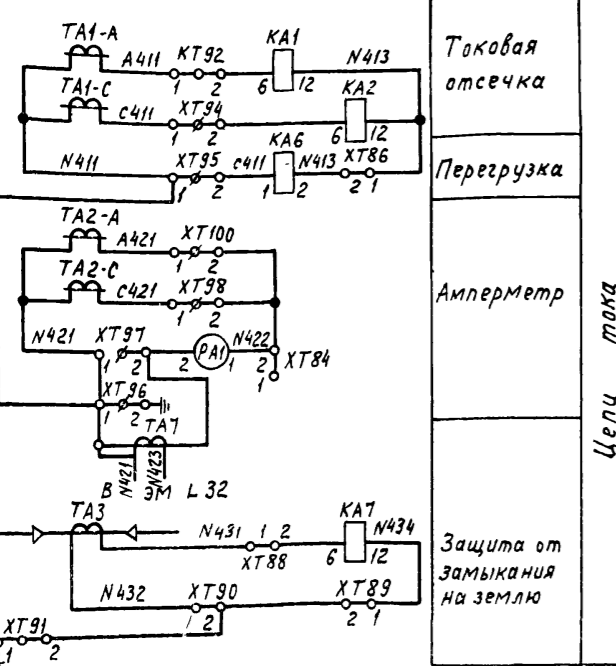 TA1-A
A411 КТ92 KA1 N413
1 2 6 12
TA1-C
C411 XT94 KA2
1 2 6 12
N411 XT95 C411 KA6 N413 XT86
1 2 1 2 2 1
TA2-A
A421 XT100
1 2
TA2-C
C421 XT98
1 2
N421 XT97 PA1 N422
1 2 2 1 2 XT84
1
XT96
1 2
TA7
N421 N423
В ЭМ L 32
TA3
N431 1 2 KA7 N434
XT88 6 12
N432 XT90 XT89
1 2 2 1
XT91
1 2
Токовая
отсечка
Перегрузка
Амперметр
Защита от
замыкания
на землю
Цепи тока